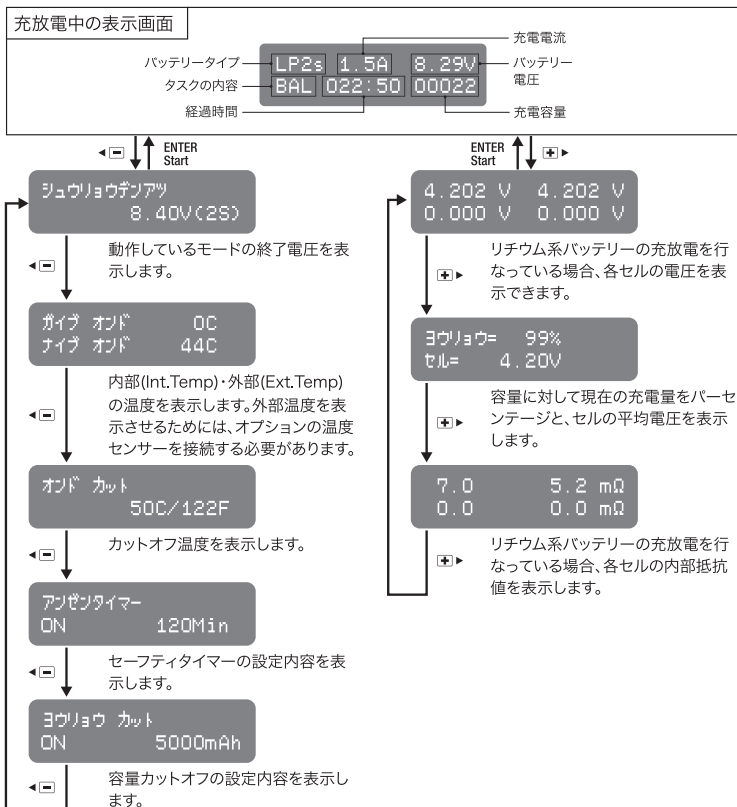 充放電中の表示画面
充電電流
バッテリータイプ
LP2s 1.5A 8.29V
バッテリー
電圧
タスクの内容
BAL 022:50 00022
経過時間
充電容量
ENTER
Start
シュウリョウデンアツ
8.40V(2S)
動作しているモードの終了電圧を表
示します。
ガイブ オンド 0C
ナイブ オンド 44C
内部(Int.Temp)・外部(Ext.Temp)
の温度を表示します。外部温度を表
示させるためには、オプションの温度
センサーを接続する必要があります。
オンド カット
50C/122F
カットオフ温度を表示します。
アンゼンタイマー
ON 120Min
セーフティタイマーの設定内容を表
示します。
ヨウリョウ カット
ON 5000mAh
容量カットオフの設定内容を表示し
ます。
ENTER
Start
4.202 V 4.202 V
0.000 V 0.000 V
リチウム系バッテリーの充放電を行
なっている場合、各セルの電圧を表
示できます。
ヨウリョウ= 99%
セル= 4.20V
容量に対して現在の充電量をパーセ
ンテージと、セルの平均電圧を表示
します。
7.0 5.2 mΩ
0.0 0.0 mΩ
リチウム系バッテリーの充放電を行
なっている場合、各セルの内部抵抗
値を表示します。